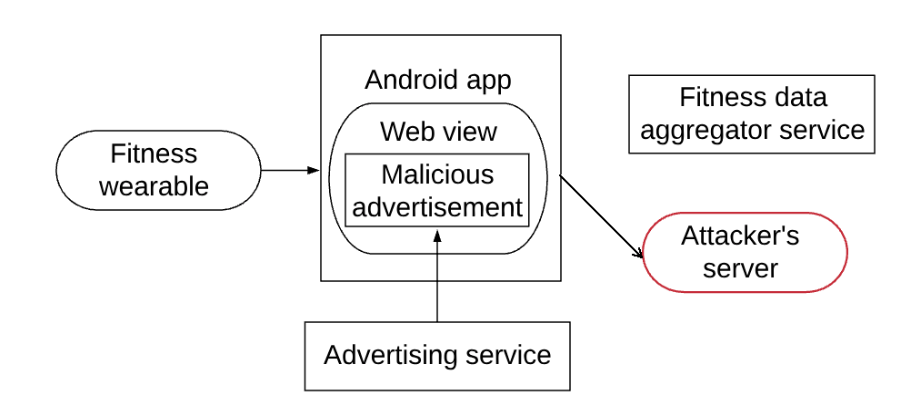 Android app
Web view
Malicious
advertisement
Fitness
wearable
Fitness data
aggregator service
Attacker's
server
Advertising service